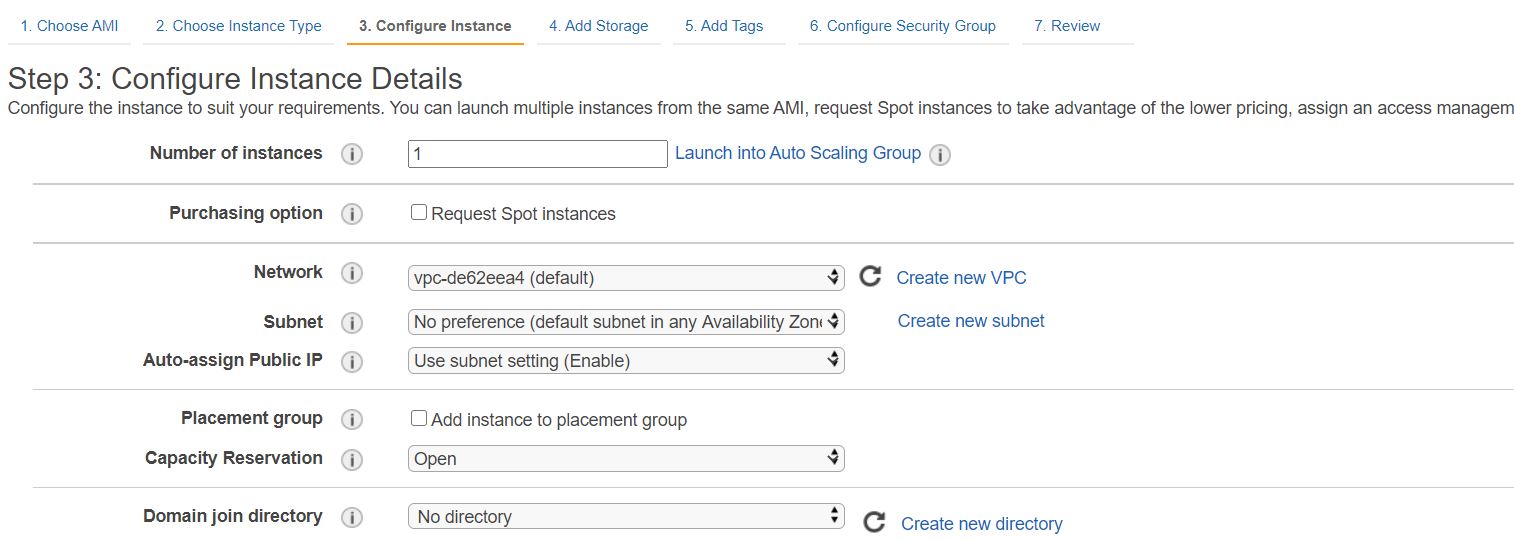 1. Choose AMI 2. Choose Instance Type 3. Configure Instance 4. Add Storage 5. Add Tags 6. Configure Security Group 7. Review
Step 3: Configure Instance Details
Configure the instance to suit your requirements. You can launch multiple instances from the same AMI, request Spot instances to take advantage of the lower pricing, assign an access managem
Number of instances i 1 Launch into Auto Scaling Group i
Purchasing option i Request Spot instances
Network i vpc-de62eea4 (default) Create new VPC
Subnet i No preference (default subnet in any Availability Zon Create new subnet
Auto-assign Public IP i Use subnet setting (Enable)
Placement group i Add instance to placement group
Capacity Reservation i Open
Domain join directory i No directory Create new directory